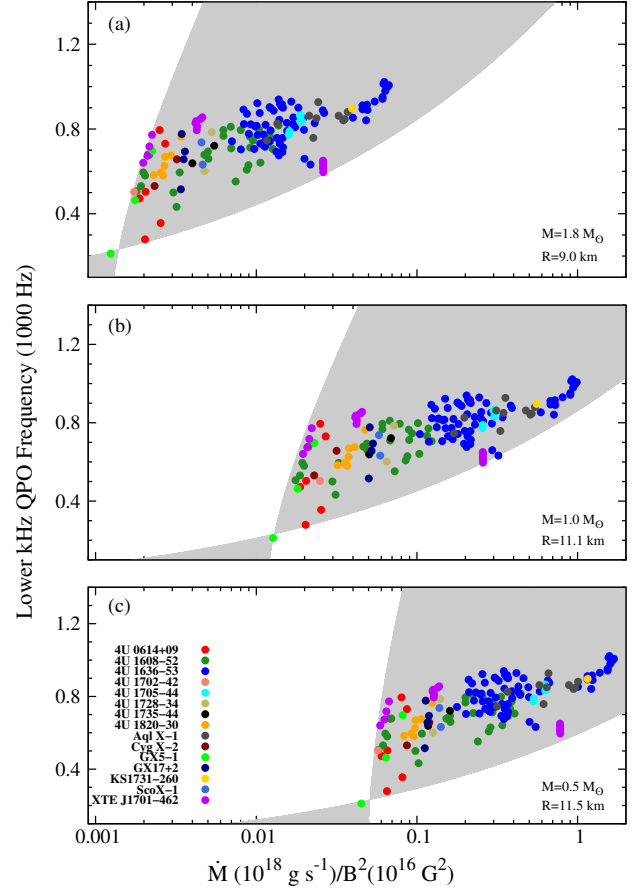 (a)
1.2
0.8
0.4
M=1.8 M⊙
R=9.0 km
(b)
1.2
0.8
0.4
M=1.0 M⊙
R=11.1 km
(c)
1.2
0.8
0.4
4U 0614+09
4U 1608−52
4U 1636−53
4U 1702−42
4U 1705−44
4U 1728−34
4U 1735−44
4U 1820−30
Aql X−1
Cyg X−2
GX5−1
GX17+2
KS1731−260
ScoX−1
XTE J1701−462
M=0.5 M⊙
R=11.5 km
0.001
0.01
0.1
1
Lower kHz QPO Frequency (1000 Hz)
Ṁ (10¹⁸ g s⁻¹)/B²(10¹⁶ G²)